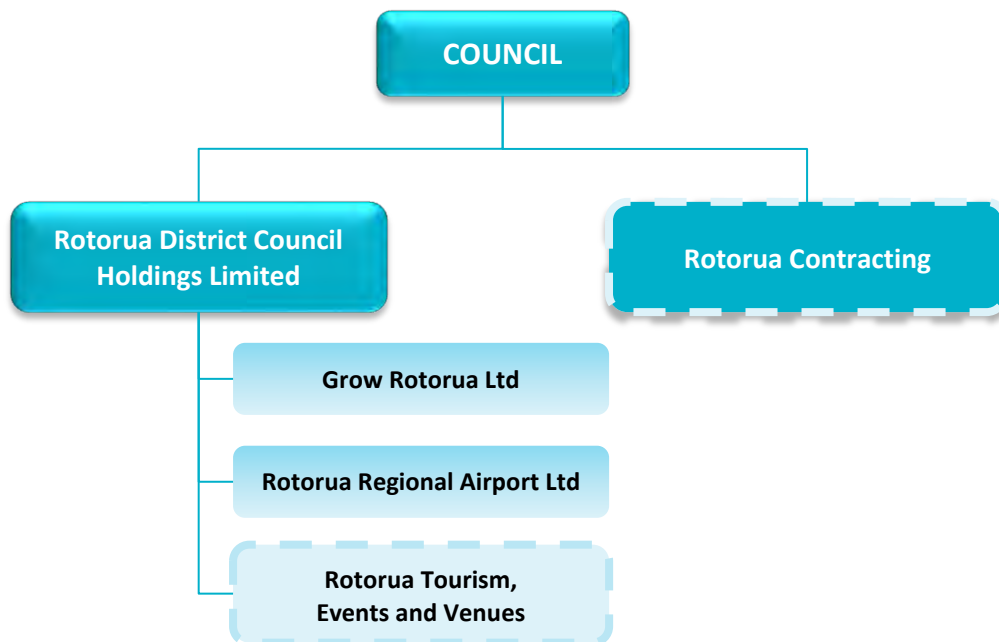 COUNCIL
Rotorua District Council
Holdings Limited
Rotorua Contracting
Grow Rotorua Ltd
Rotorua Regional Airport Ltd
Rotorua Tourism,
Events and Venues